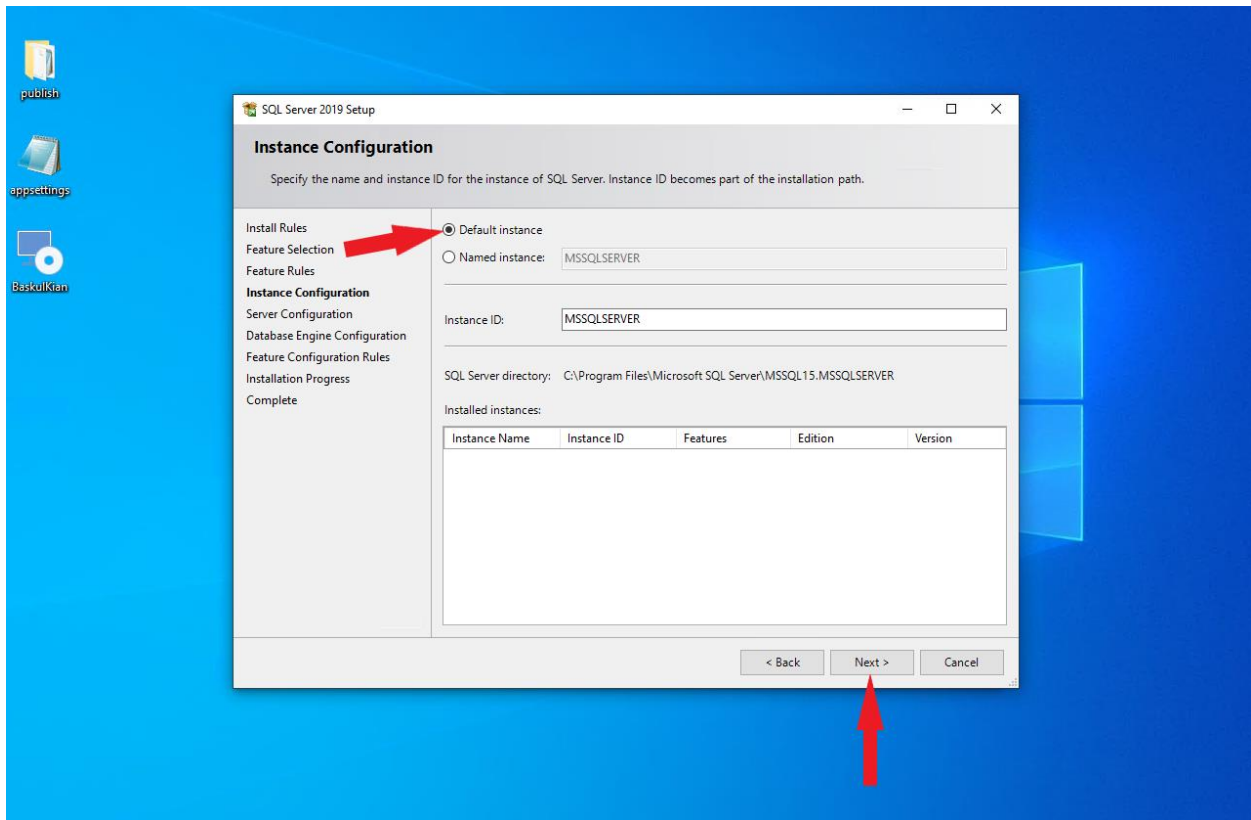 publish
appsettings
BaskulKian
SQL Server 2019 Setup
Instance Configuration
Specify the name and instance ID for the instance of SQL Server. Instance ID becomes part of the installation path.
Install Rules
Feature Selection
Feature Rules
Instance Configuration
Server Configuration
Database Engine Configuration
Feature Configuration Rules
Installation Progress
Complete
Default instance
Named instance: MSSQLSERVER
Instance ID: MSSQLSERVER
SQL Server directory: C:\Program Files\Microsoft SQL Server\MSSQL15.MSSQLSERVER
Installed instances:
Instance Name Instance ID Features Edition Version
< Back Next > Cancel